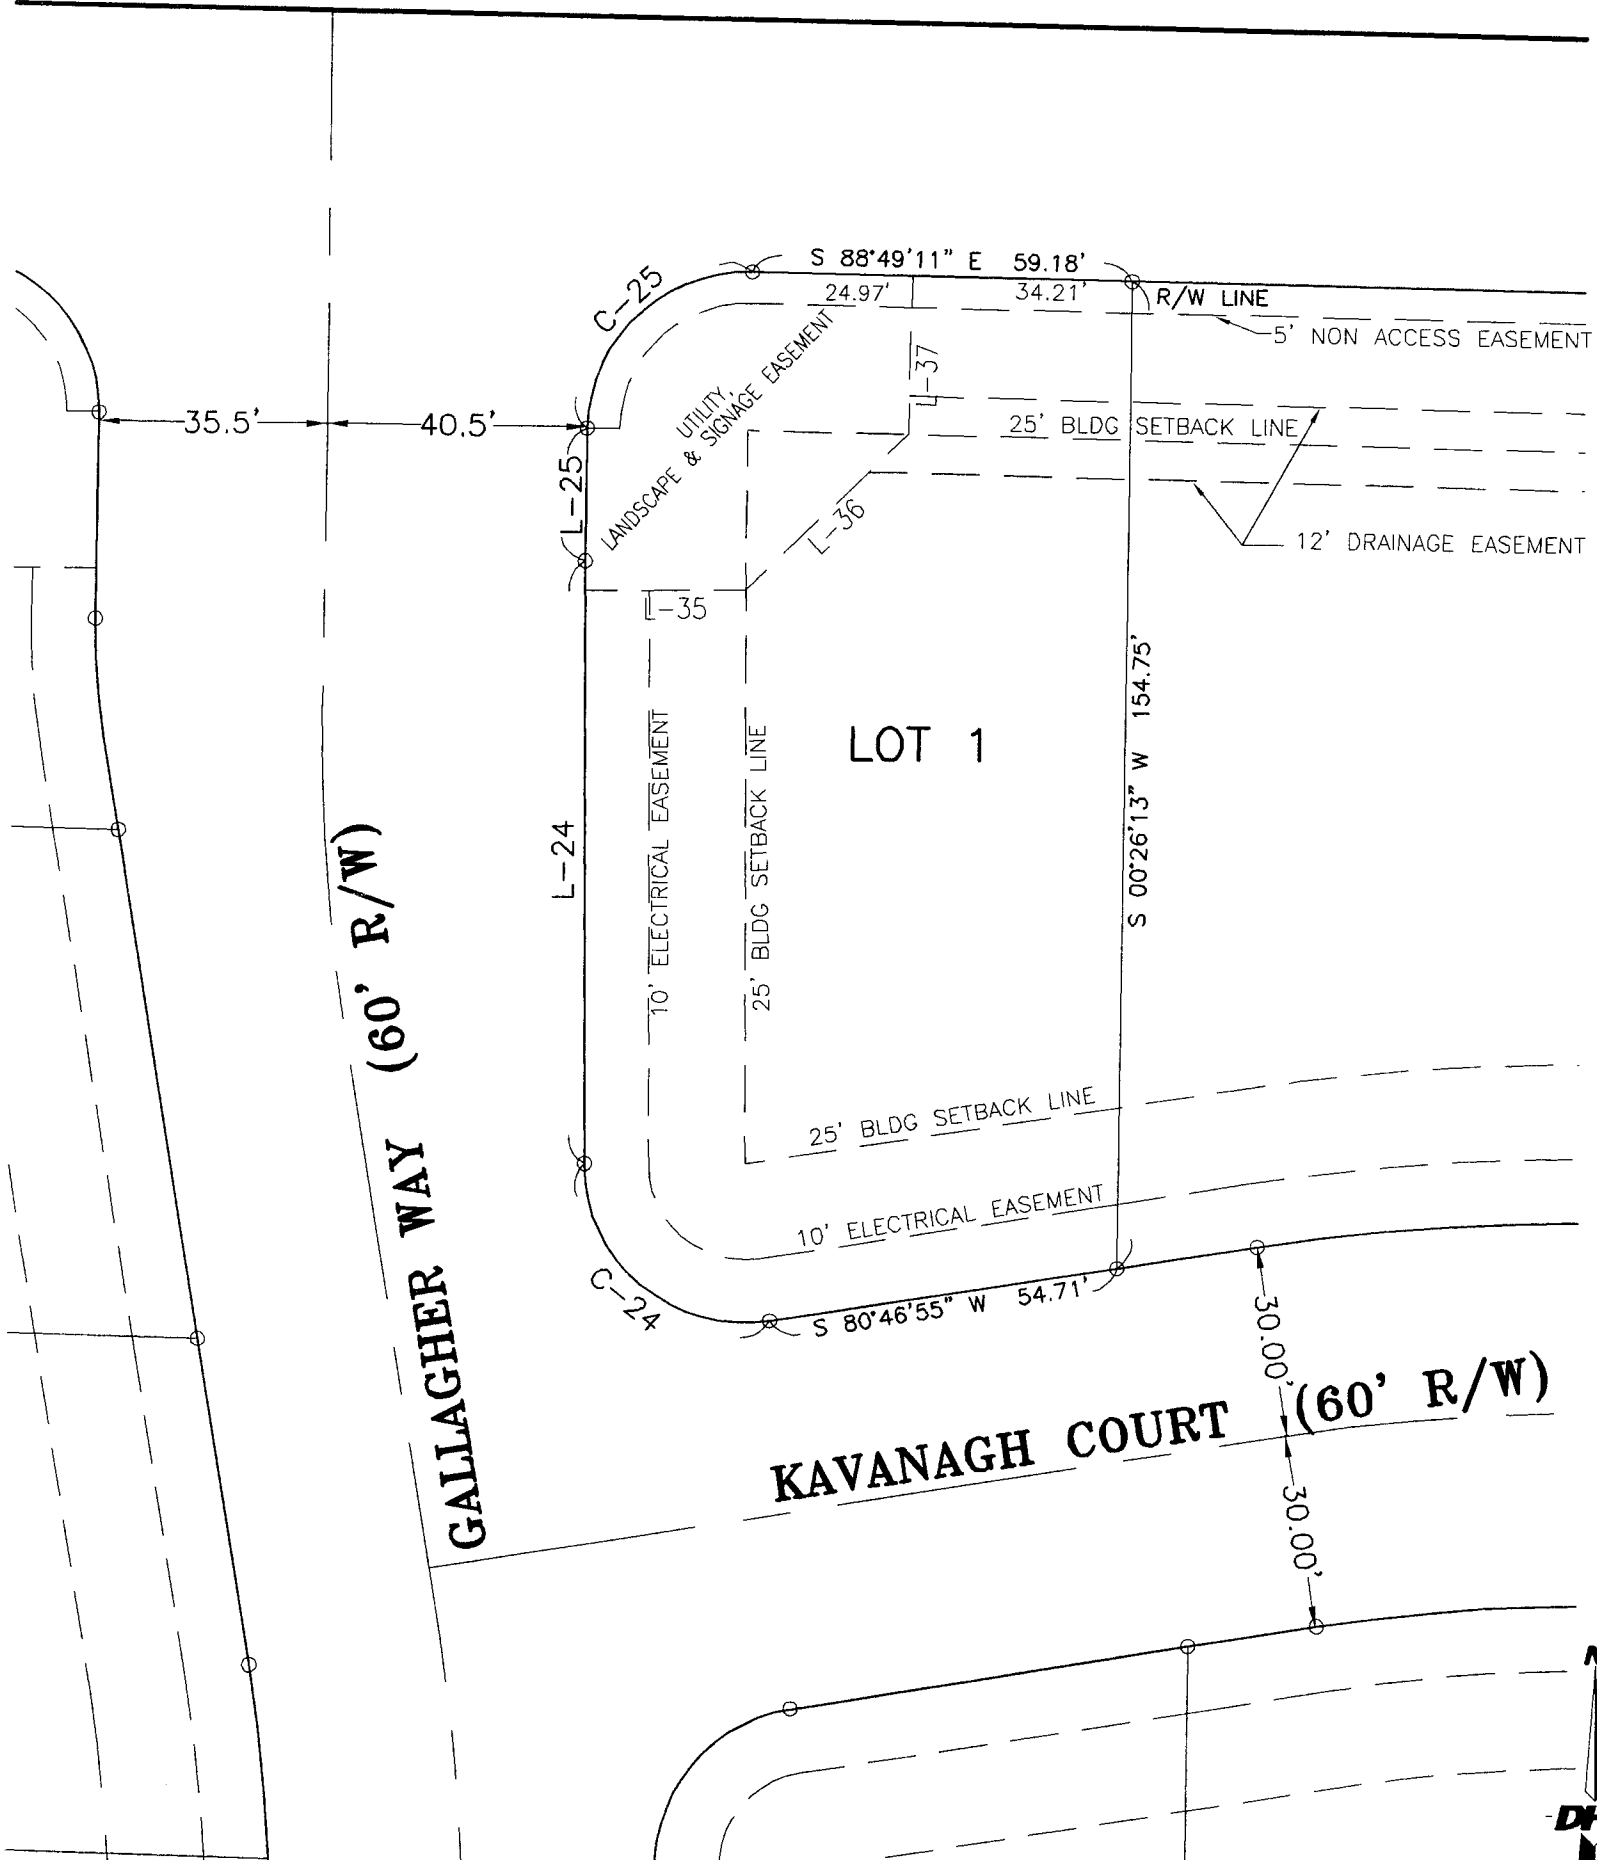 S 88°49'11" E 59.18'
24.97'
34.21'
R/W LINE
5' NON ACCESS EASEMENT
C-25
L-37
UTILITY,
LANDSCAPE & SIGNAGE EASEMENT
35.5'
40.5'
25' BLDG SETBACK LINE
L-25
L-36
12' DRAINAGE EASEMENT
L-35
S 00°26'13" W 154.75'
LOT 1
10' ELECTRICAL EASEMENT
25' BLDG SETBACK LINE
L-24
GALLAGHER WAY (60' R/W)
25' BLDG SETBACK LINE
10' ELECTRICAL EASEMENT
C-24
S 80°46'55" W 54.71'
30.00'
KAVANAGH COURT (60' R/W)
30.00'